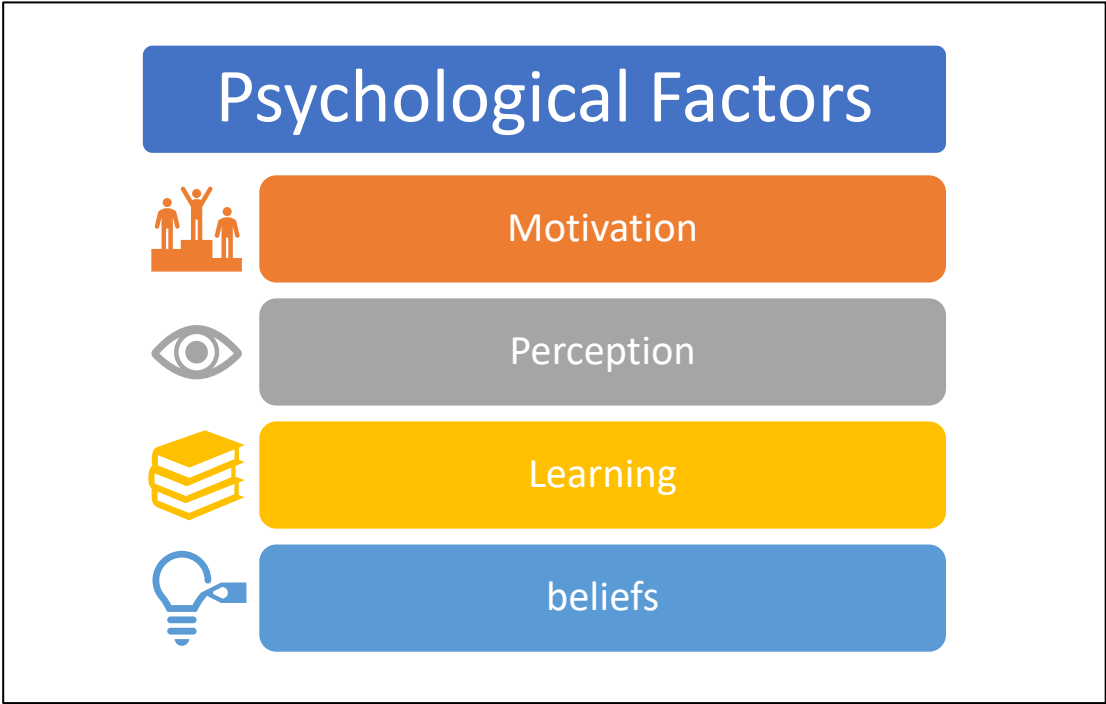 Psychological Factors
Motivation
Perception
Learning
beliefs